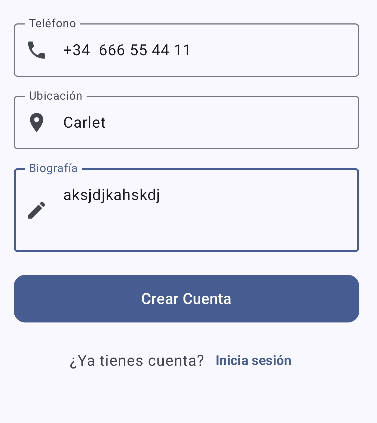 Teléfono
+34  666 55 44 11
Ubicación
Carlet
Biografía
aksjdjkahskdj
Crear Cuenta
¿Ya tienes cuenta? Inicia sesión